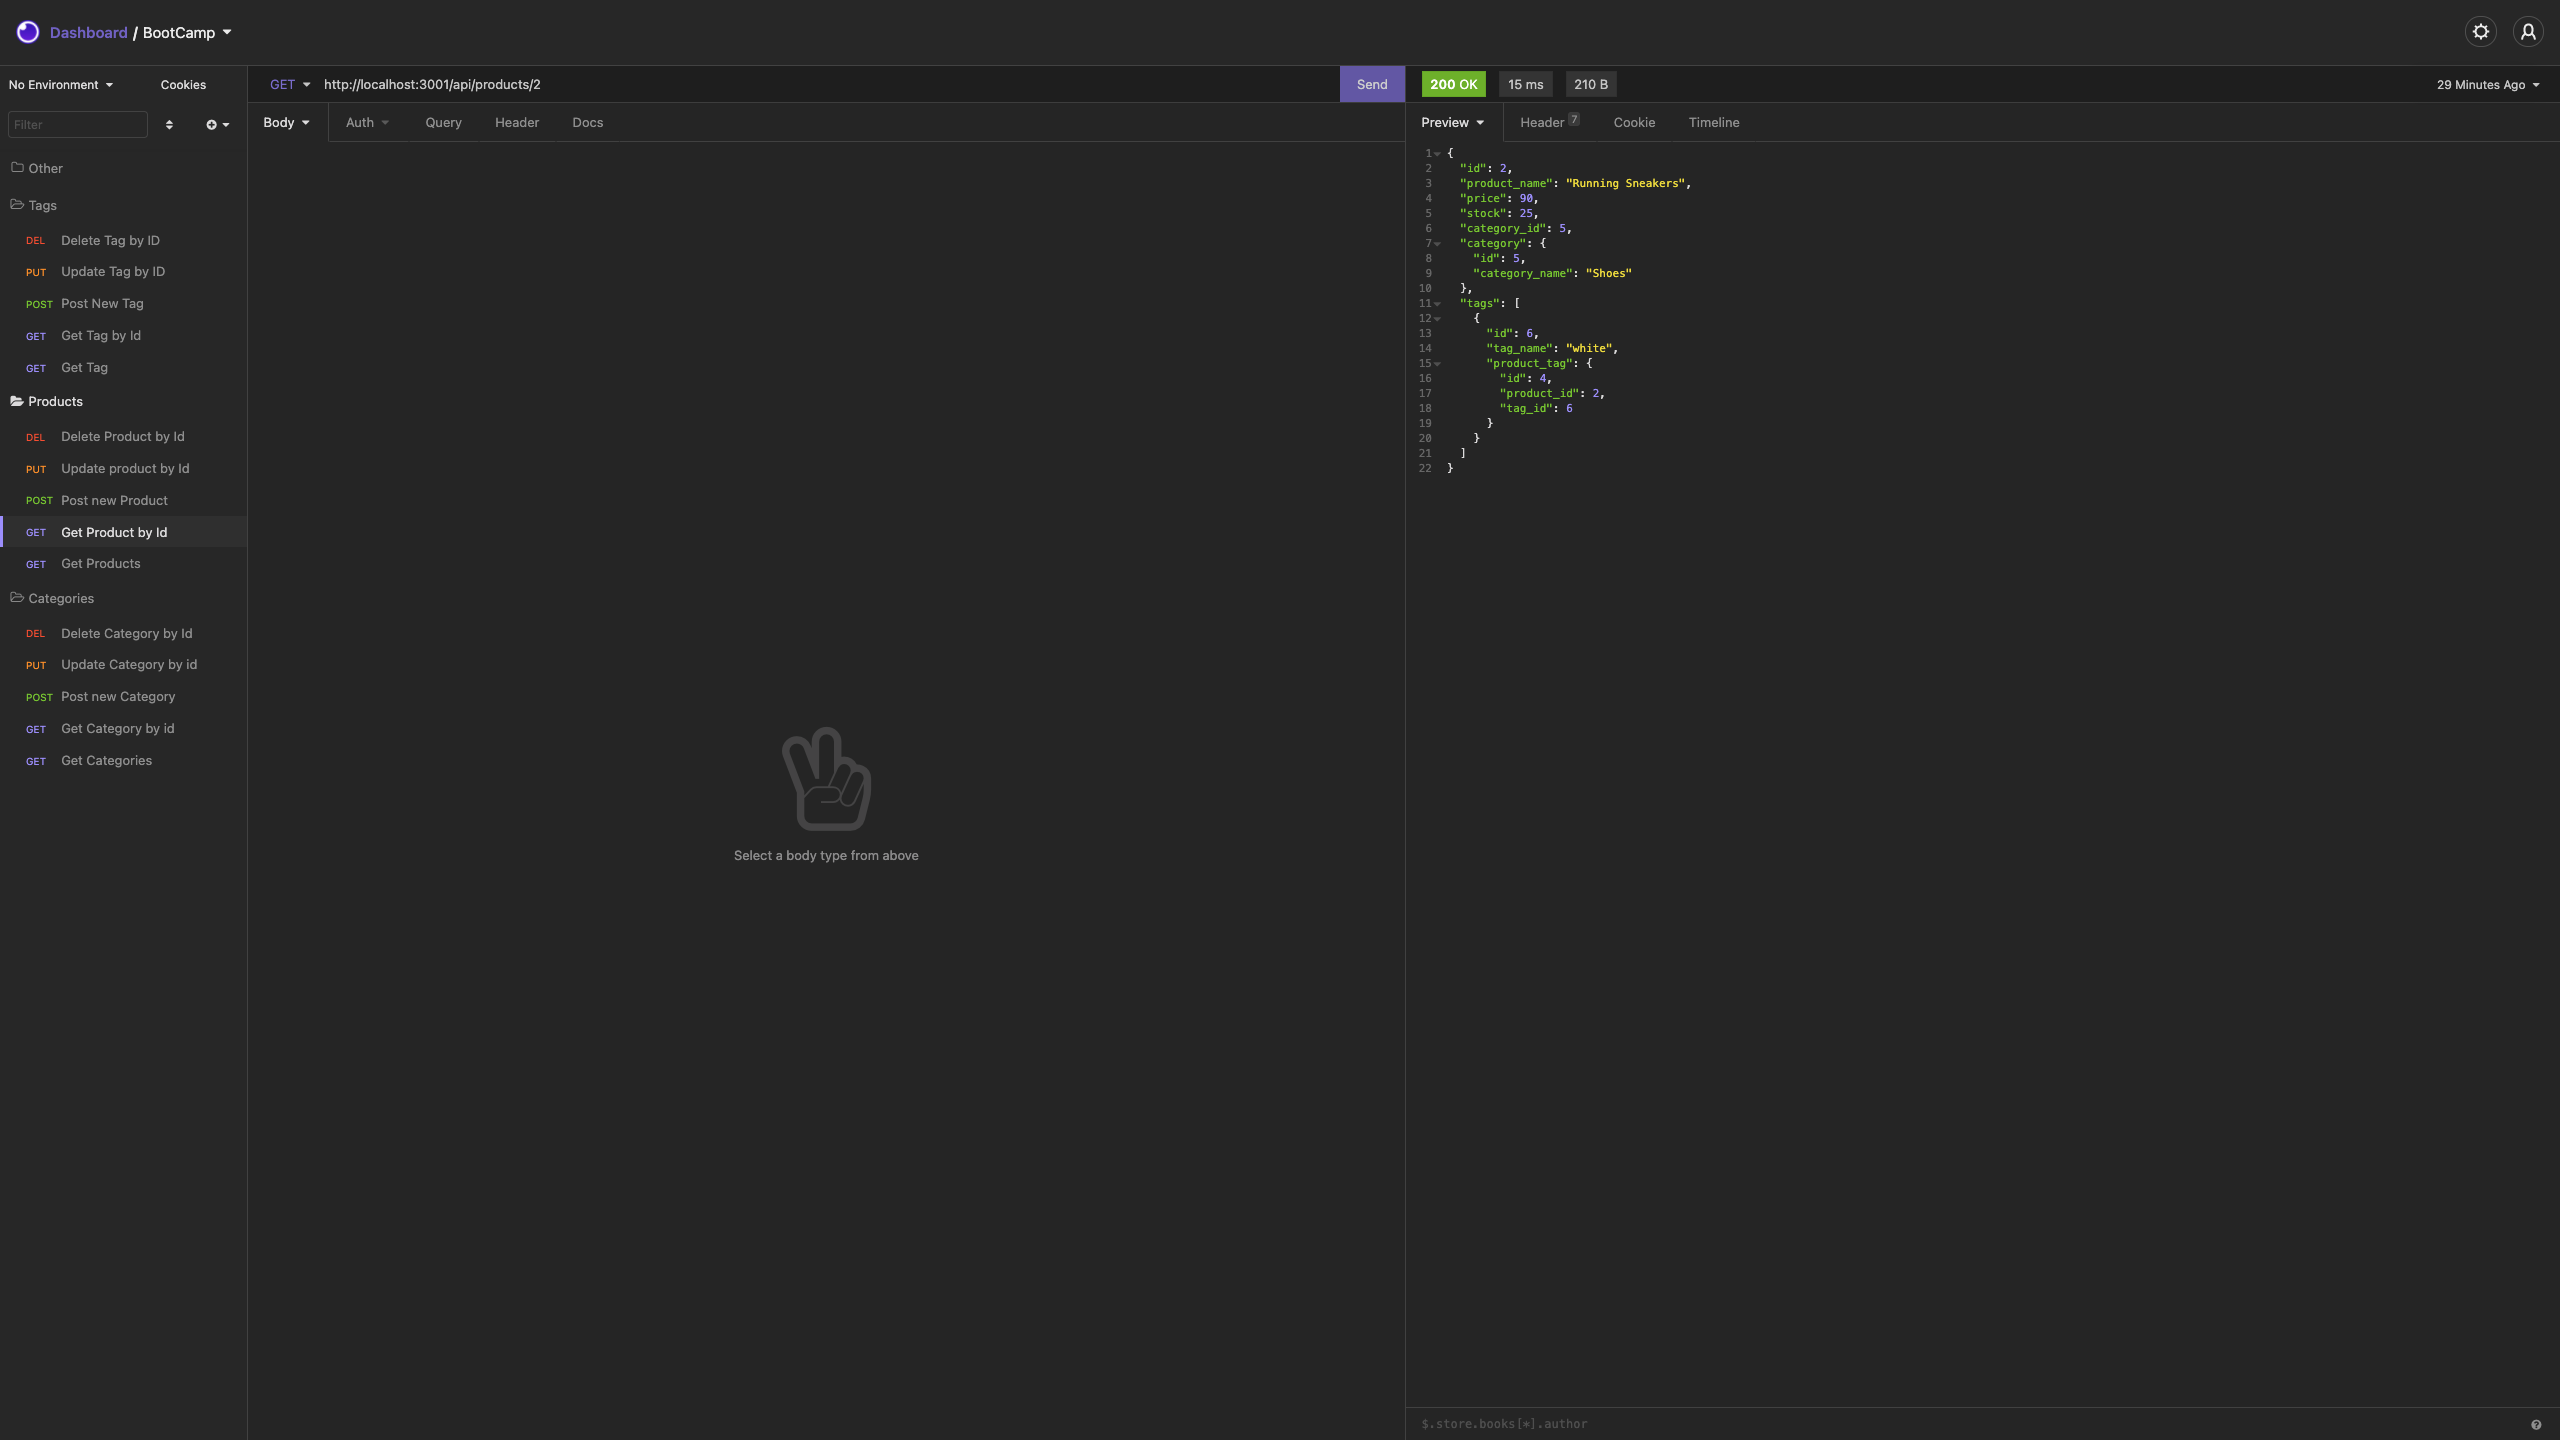 Dashboard / BootCamp
No Environment
Cookies
Filter
Other
Tags
DEL Delete Tag by ID
PUT Update Tag by ID
POST Post New Tag
GET Get Tag by Id
GET Get Tag
Products
DEL Delete Product by Id
PUT Update product by Id
POST Post new Product
GET Get Product by Id
GET Get Products
Categories
DEL Delete Category by Id
PUT Update Category by id
POST Post new Category
GET Get Category by id
GET Get Categories
GET http://localhost:3001/api/products/2 Send
Body Auth Query Header Docs
Select a body type from above
200 OK 15 ms 210 B 29 Minutes Ago
Preview Header 7 Cookie Timeline
1 {
2 "id": 2,
3 "product_name": "Running Sneakers",
4 "price": 90,
5 "stock": 25,
6 "category_id": 5,
7 "category": {
8 "id": 5,
9 "category_name": "Shoes"
10 },
11 "tags": [
12 {
13 "id": 6,
14 "tag_name": "white",
15 "product_tag": {
16 "id": 4,
17 "product_id": 2,
18 "tag_id": 6
19 }
20 }
21 ]
22 }
$.store.books[*].author